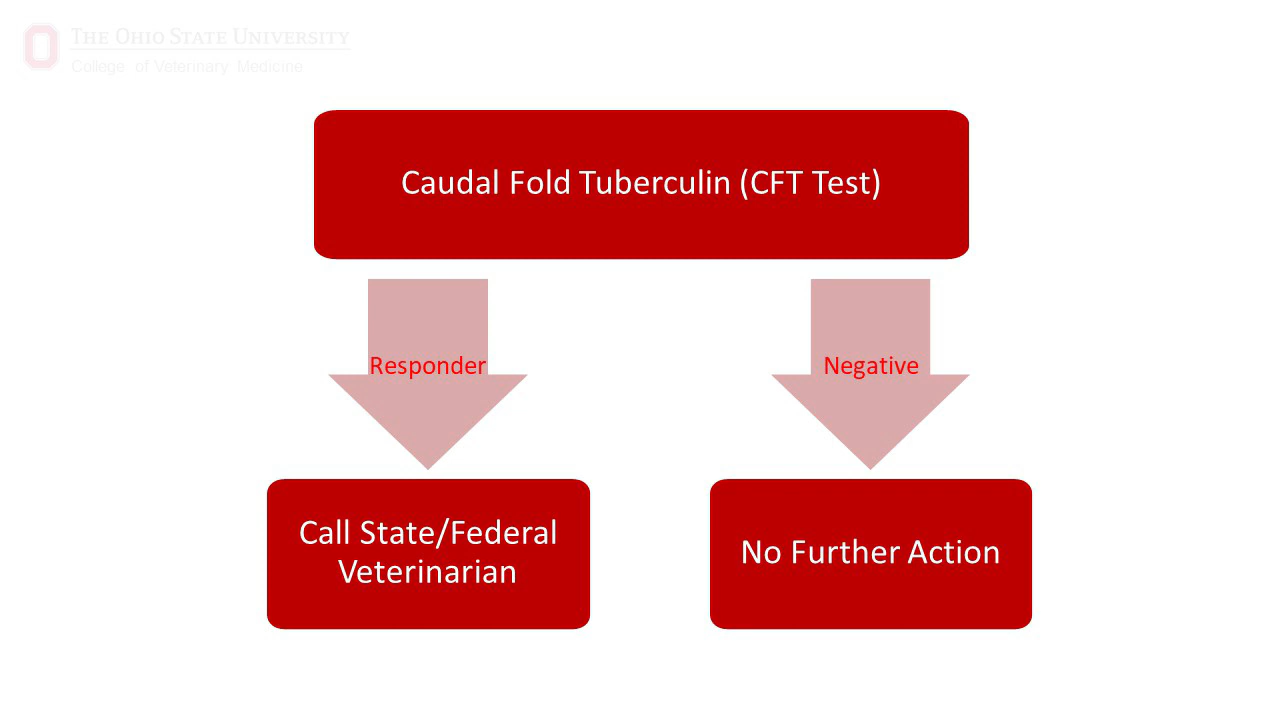 THE OHIO STATE UNIVERSITY
College of Veterinary Medicine
Caudal Fold Tuberculin (CFT Test)
Responder
Negative
Call State/Federal
Veterinarian
No Further Action